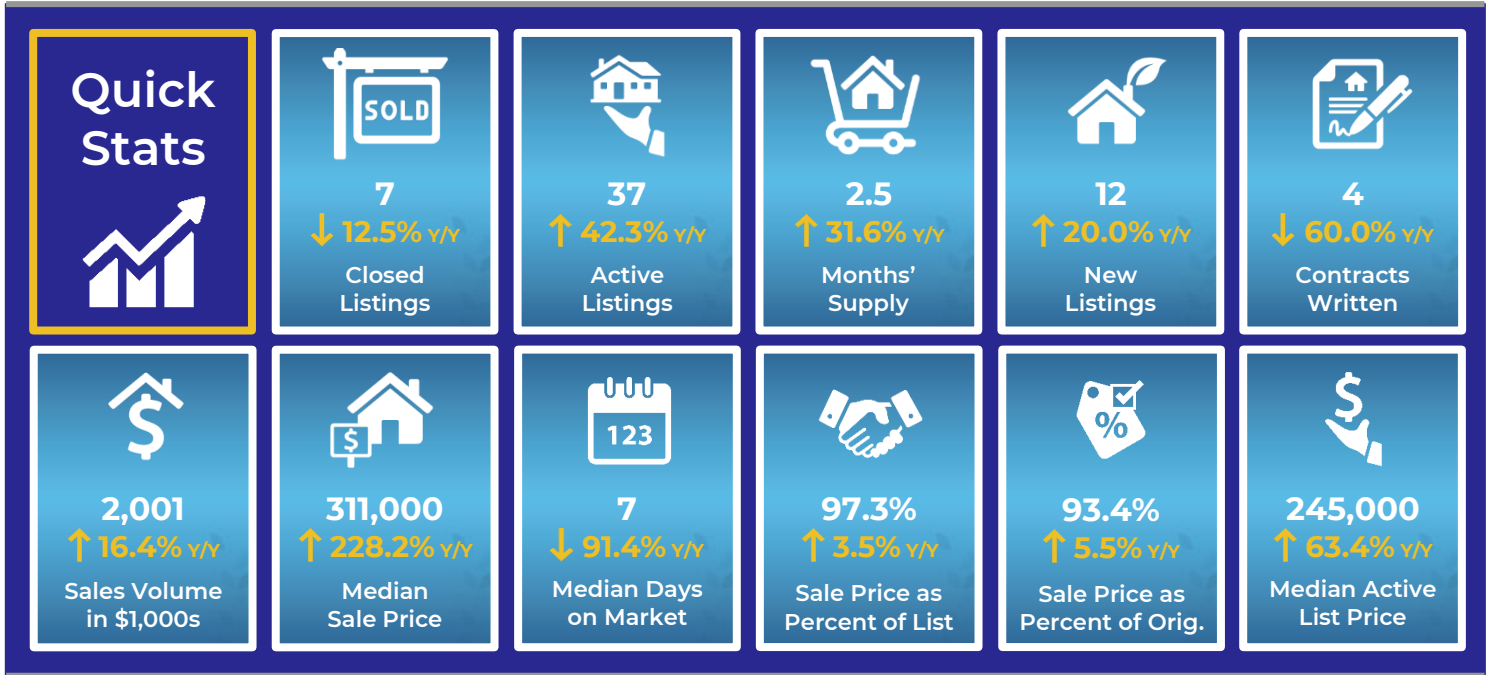 Quick
Stats
SOLD
7
↓ 12.5% Y/Y
Closed
Listings
37
↑ 42.3% Y/Y
Active
Listings
2.5
↑ 31.6% Y/Y
Months’
Supply
12
↑ 20.0% Y/Y
New
Listings
4
↓ 60.0% Y/Y
Contracts
Written
$
2,001
↑ 16.4% Y/Y
Sales Volume
in $1,000s
$
311,000
↑ 228.2% Y/Y
Median
Sale Price
123
7
↓ 91.4% Y/Y
Median Days
on Market
97.3%
↑ 3.5% Y/Y
Sale Price as
Percent of List
%
93.4%
↑ 5.5% Y/Y
Sale Price as
Percent of Orig.
$
245,000
↑ 63.4% Y/Y
Median Active
List Price